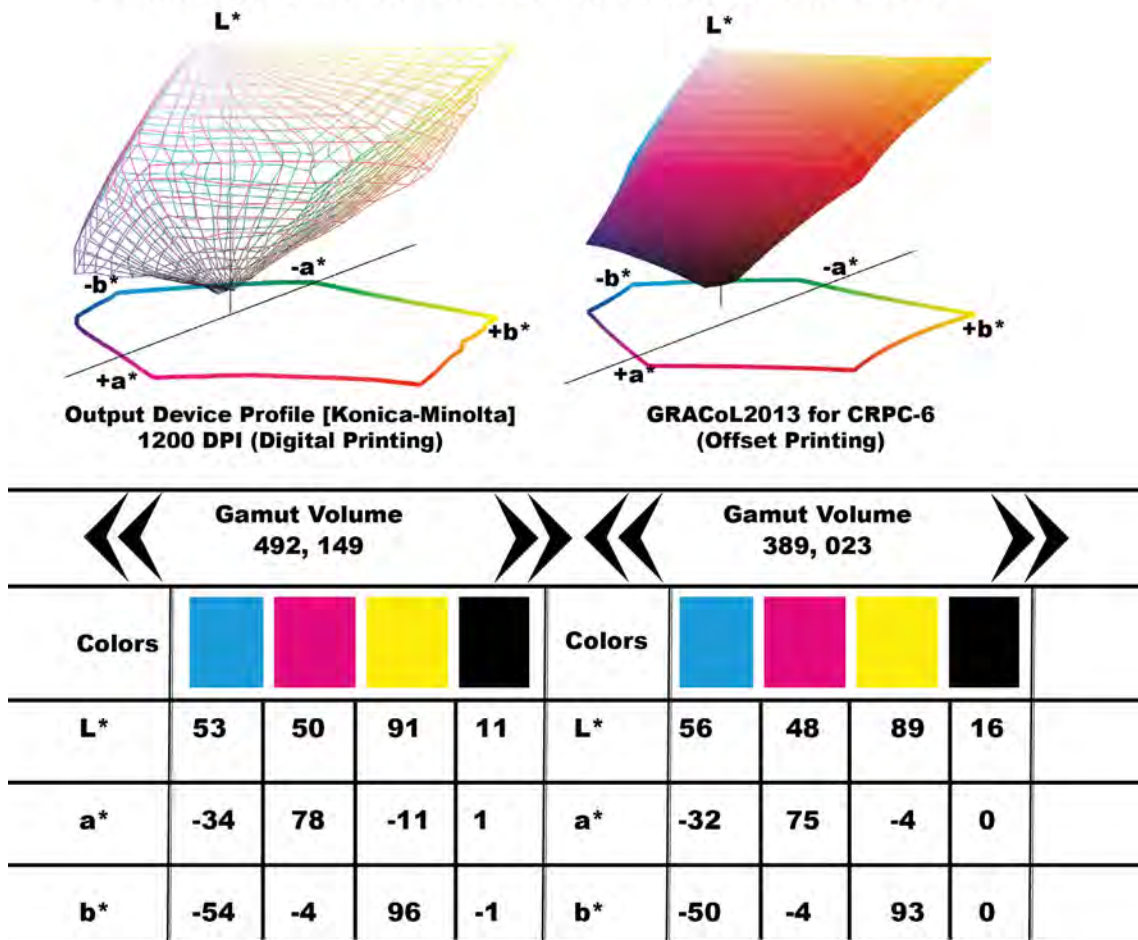 L*
L*
-a*
-a*
-b*
-b*
+b*
+b*
+a*
+a*
Output Device Profile [Konica-Minolta]
1200 DPI (Digital Printing)
GRACoL2013 for CRPC-6
(Offset Printing)
Gamut Volume
492, 149
Gamut Volume
389, 023
Colors Colors
L* 53 50 91 11 L* 56 48 89 16
a* -34 78 -11 1 a* -32 75 -4 0
b* -54 -4 96 -1 b* -50 -4 93 0